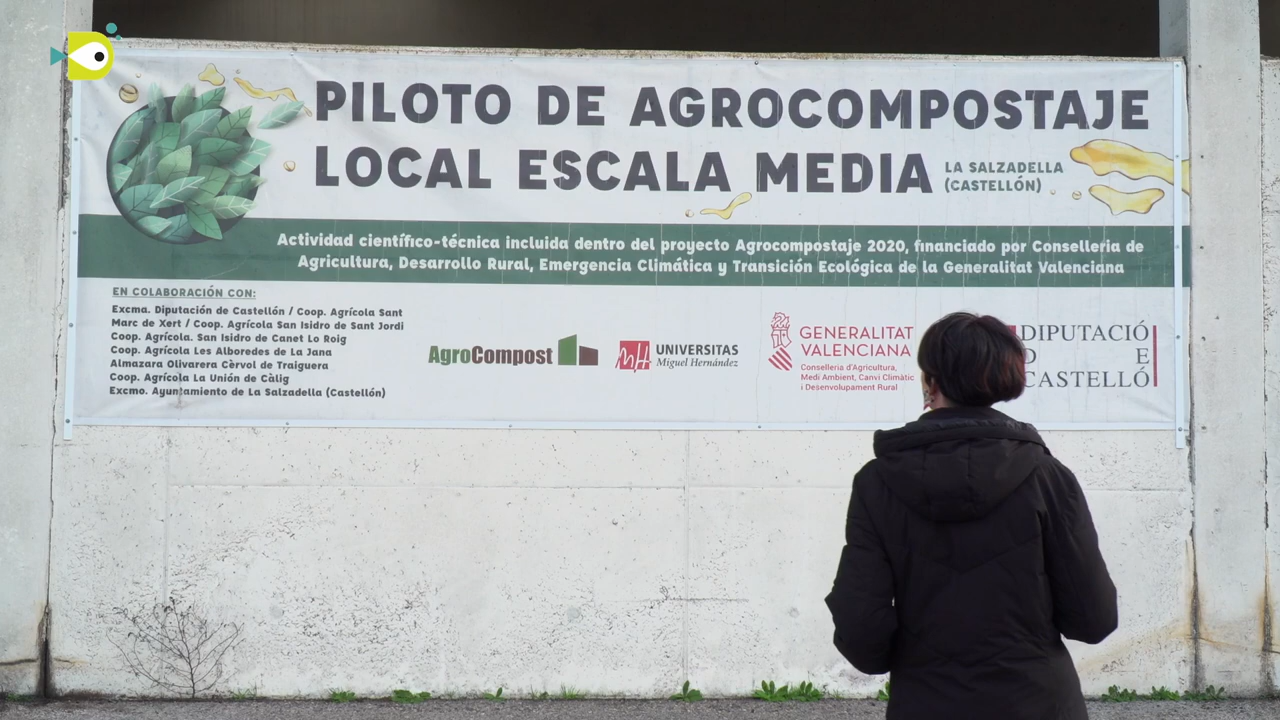 PILOTO DE AGROCOMPOSTAJE
LOCAL ESCALA MEDIA
LA SALZADELLA
(CASTELLÓN)
Actividad científico-técnica incluida dentro del proyecto Agrocompostaje 2020, financiado por Conselleria de
Agricultura, Desarrollo Rural, Emergencia Climática y Transición Ecológica de la Generalitat Valenciana
EN COLABORACIÓN CON:
Excma. Diputación de Castellón / Coop. Agrícola Sant
Marc de Xert / Coop. Agrícola San Isidro de Sant Jordi
Coop. Agrícola. San Isidro de Canet Lo Roig
Coop. Agrícola Les Alboredes de La Jana
Almazara Olivarera Cèrvol de Traiguera
Coop. Agrícola La Unión de Càlig
Excmo. Ayuntamiento de La Salzadella (Castellón)
AgroCompost
UNIVERSITAS
Miguel Hernández
GENERALITAT
VALENCIANA
Conselleria d'Agricultura,
Medi Ambient, Canvi Climàtic
i Desenvolupament Rural
DIPUTACIÓ
D E
CASTELLÓ